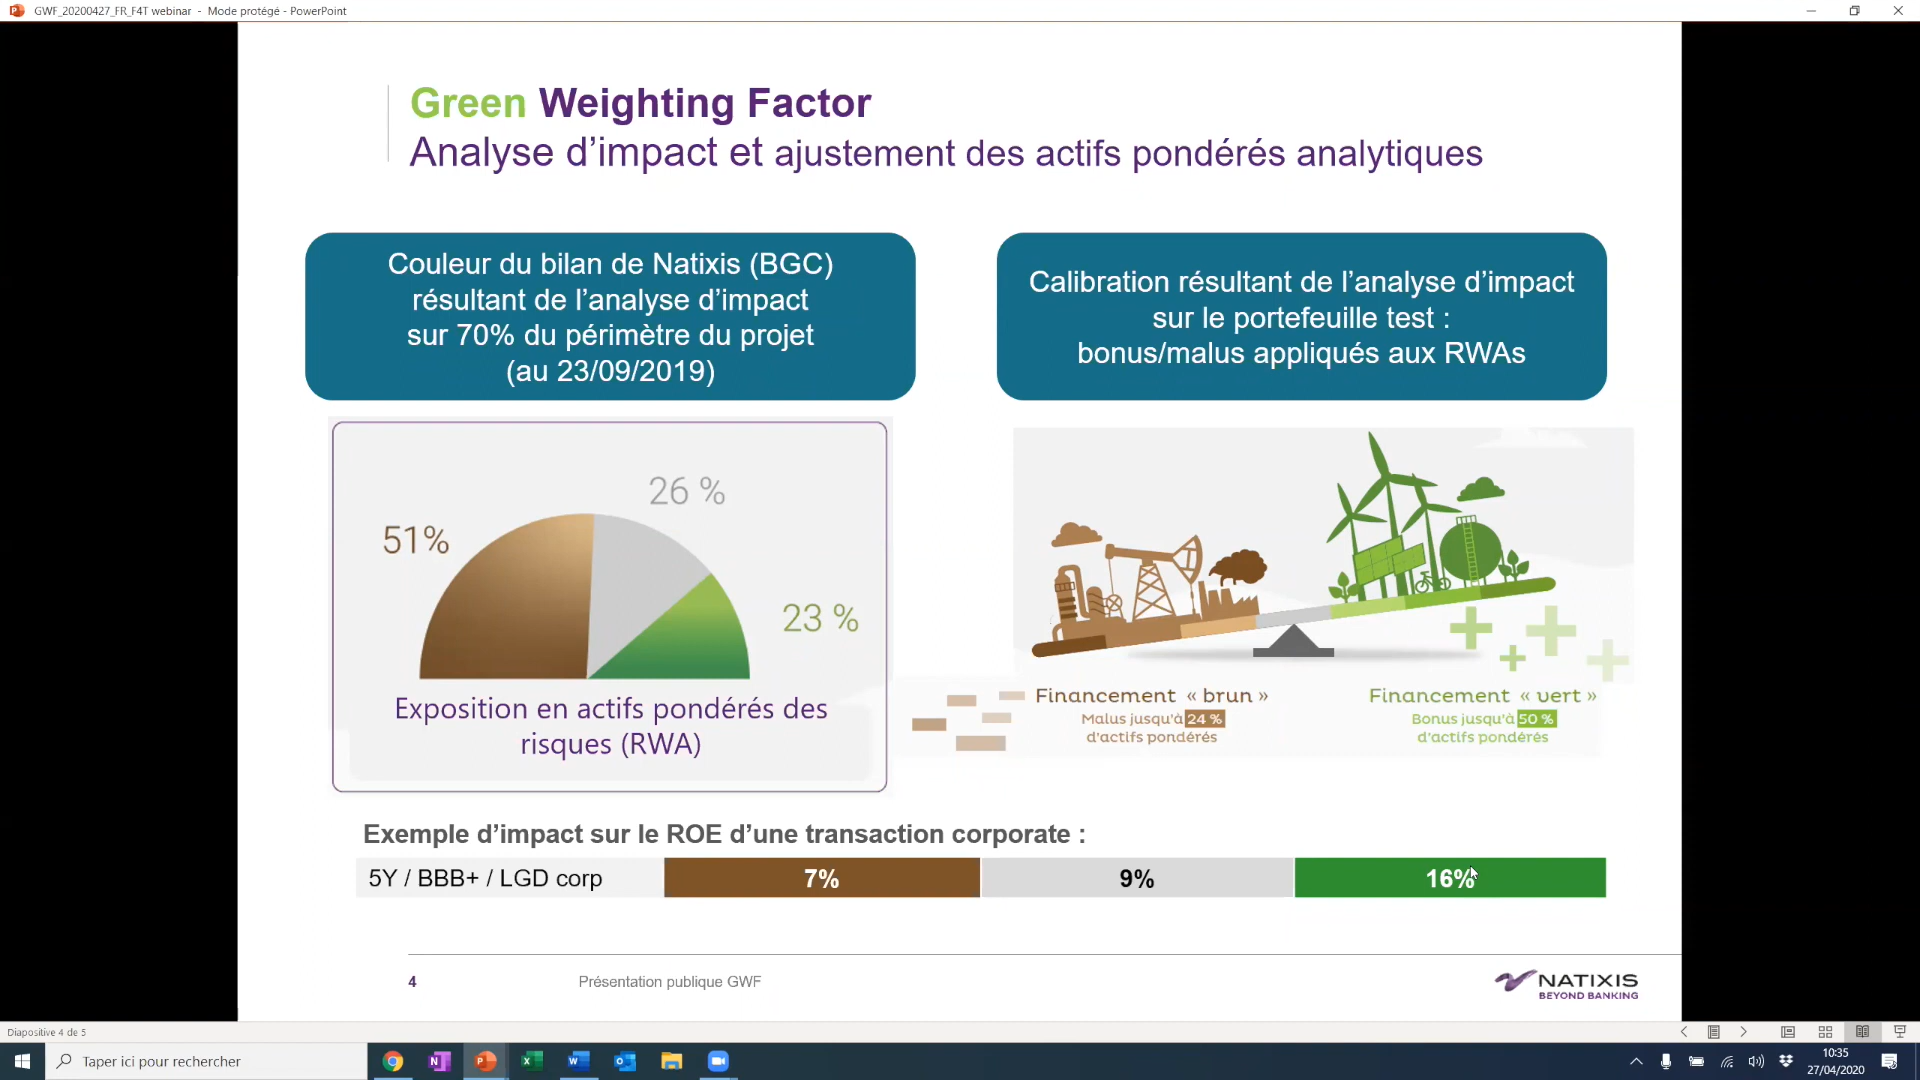 GWF_20200427_FR_F4T webinar - Mode protégé - PowerPoint
Green Weighting Factor
Analyse d’impact et ajustement des actifs pondérés analytiques
Couleur du bilan de Natixis (BGC)
résultant de l’analyse d’impact
sur 70% du périmètre du projet
(au 23/09/2019)
Calibration résultant de l’analyse d’impact
sur le portefeuille test :
bonus/malus appliqués aux RWAs
26 %
51%
23 %
Exposition en actifs pondérés des
risques (RWA)
Financement « brun »
Malus jusqu'à 24 %
d'actifs pondérés
Financement « vert »
Bonus jusqu'à 50 %
d'actifs pondérés
Exemple d’impact sur le ROE d’une transaction corporate :
5Y / BBB+ / LGD corp 7% 9% 16%
4 Présentation publique GWF
NATIXIS
BEYOND BANKING
Diapositive 4 de 5
Taper ici pour rechercher
10:35
27/04/2020